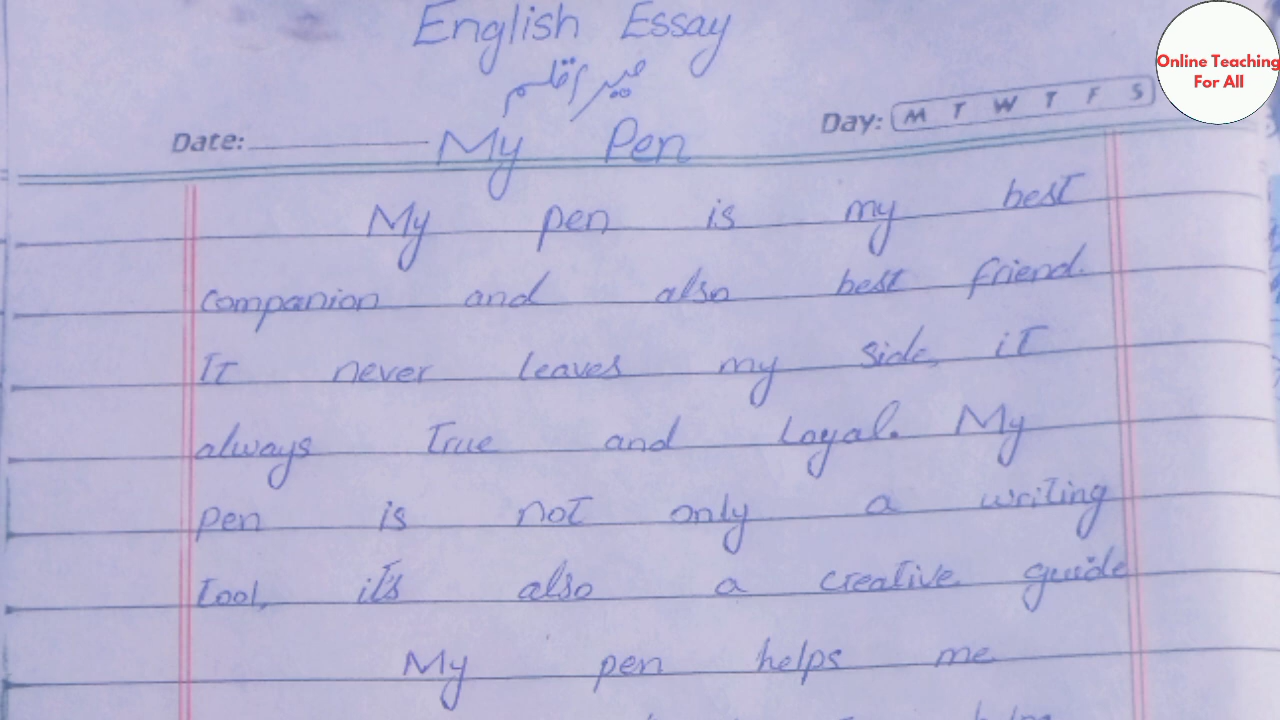 English Essay
Online Teaching
For All
میرا قلم
Day: M T W T F S
Date:
My Pen
My pen is my best
companion and also best friend.
It never leaves my side, it
always true and loyal. My
pen is not only a writing
tool, it's also a creative guide
My pen helps me